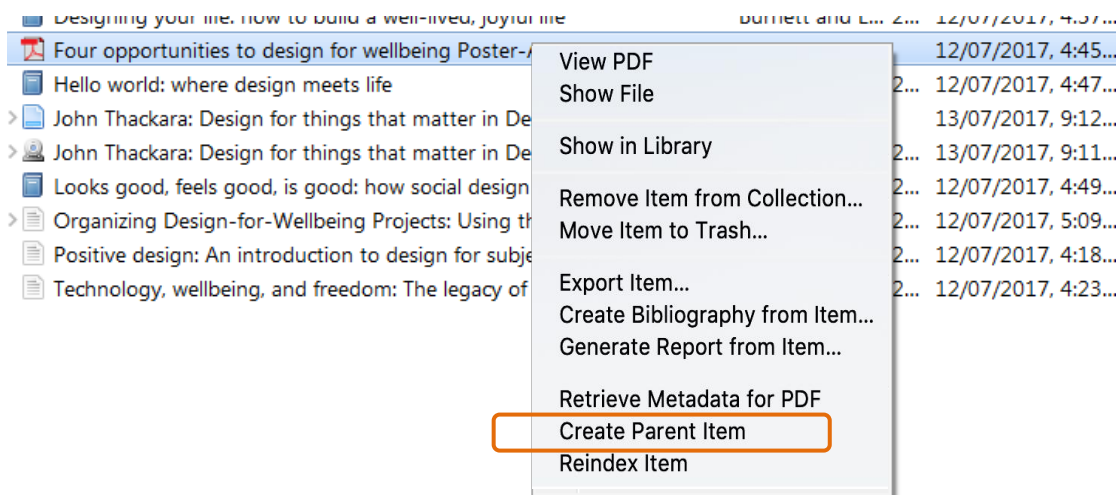 Designing your life: how to build a well-lived, joyful life Burnett and L... 2... 12/07/2017, 4:37...
Four opportunities to design for wellbeing Poster-A 12/07/2017, 4:45...
Hello world: where design meets life 2... 12/07/2017, 4:47...
John Thackara: Design for things that matter in De 13/07/2017, 9:12...
John Thackara: Design for things that matter in De 2... 13/07/2017, 9:11...
Looks good, feels good, is good: how social design 2... 12/07/2017, 4:49...
Organizing Design-for-Wellbeing Projects: Using th 2... 12/07/2017, 5:09...
Positive design: An introduction to design for subje 2... 12/07/2017, 4:18...
Technology, wellbeing, and freedom: The legacy of 2... 12/07/2017, 4:23...
View PDF
Show File
Show in Library
Remove Item from Collection...
Move Item to Trash...
Export Item...
Create Bibliography from Item...
Generate Report from Item...
Retrieve Metadata for PDF
Create Parent Item
Reindex Item